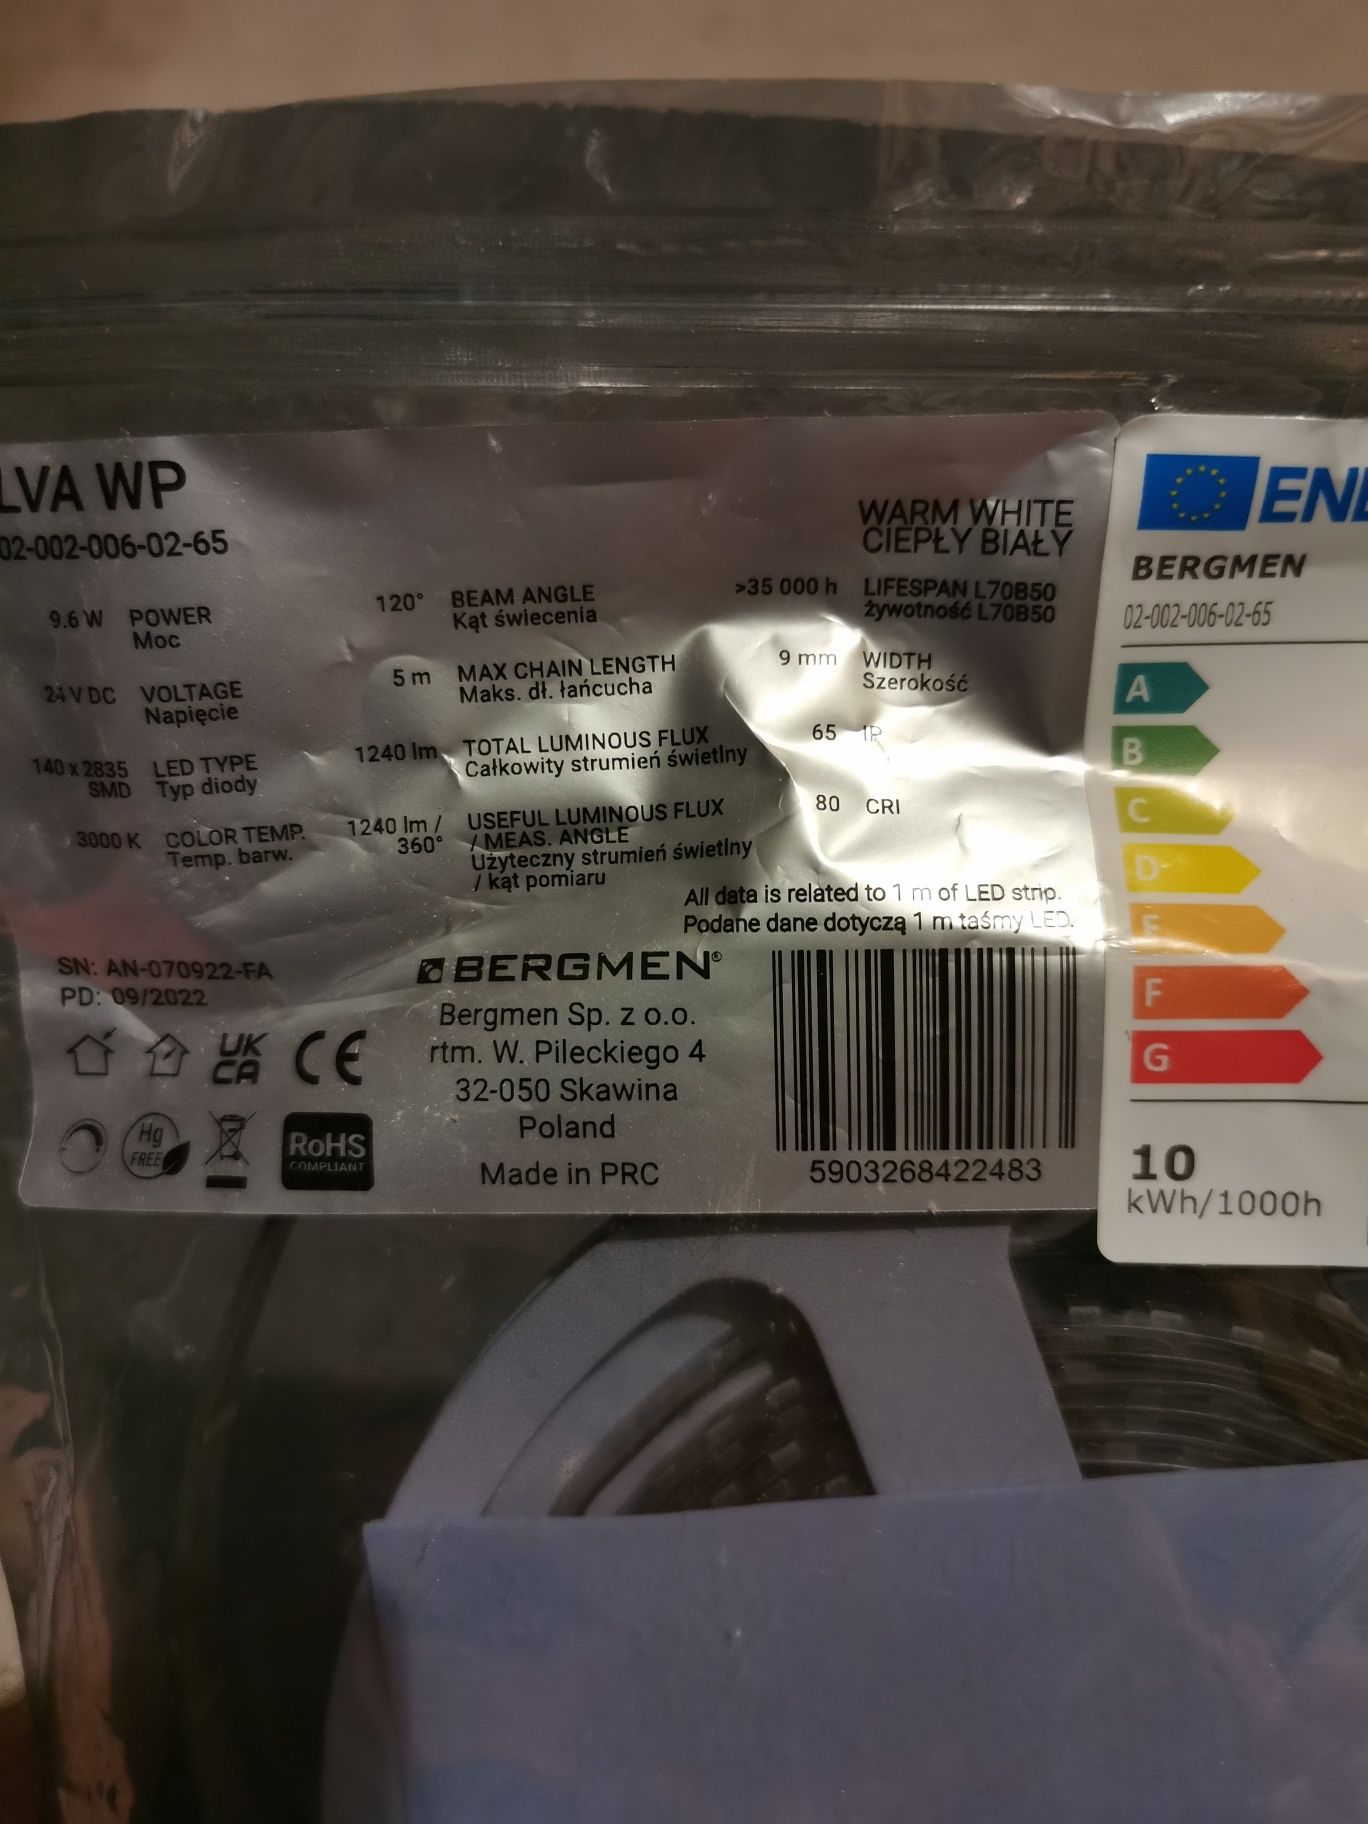 LVA WP
02-002-006-02-65
WARM WHITE
CIEPŁY BIAŁY
9.6 W POWER
Moc
24 V DC VOLTAGE
Napięcie
140 x 2835 LED TYPE
SMD Typ diody
3000 K COLOR TEMP.
Temp. barw.
120° BEAM ANGLE
Kąt świecenia
5 m MAX CHAIN LENGTH
Maks. dł. łańcucha
1240 lm TOTAL LUMINOUS FLUX
Całkowity strumień świetlny
1240 lm / USEFUL LUMINOUS FLUX
360° / MEAS. ANGLE
Użyteczny strumień świetlny
/ kąt pomiaru
>35 000 h LIFESPAN L70B50
żywotność L70B50
9 mm WIDTH
Szerokość
65 IP
80 CRI
All data is related to 1 m of LED strip.
Podane dane dotyczą 1 m taśmy LED.
SN: AN-070922-FA
PD: 09/2022
UK
CA
CE
Hg
FREE
RoHS
COMPLIANT
BERGMEN®
Bergmen Sp. z o.o.
rtm. W. Pileckiego 4
32-050 Skawina
Poland
Made in PRC
5903268422483
ENE
BERGMEN
02-002-006-02-65
A
B
C
D
E
F
G
10
kWh/1000h